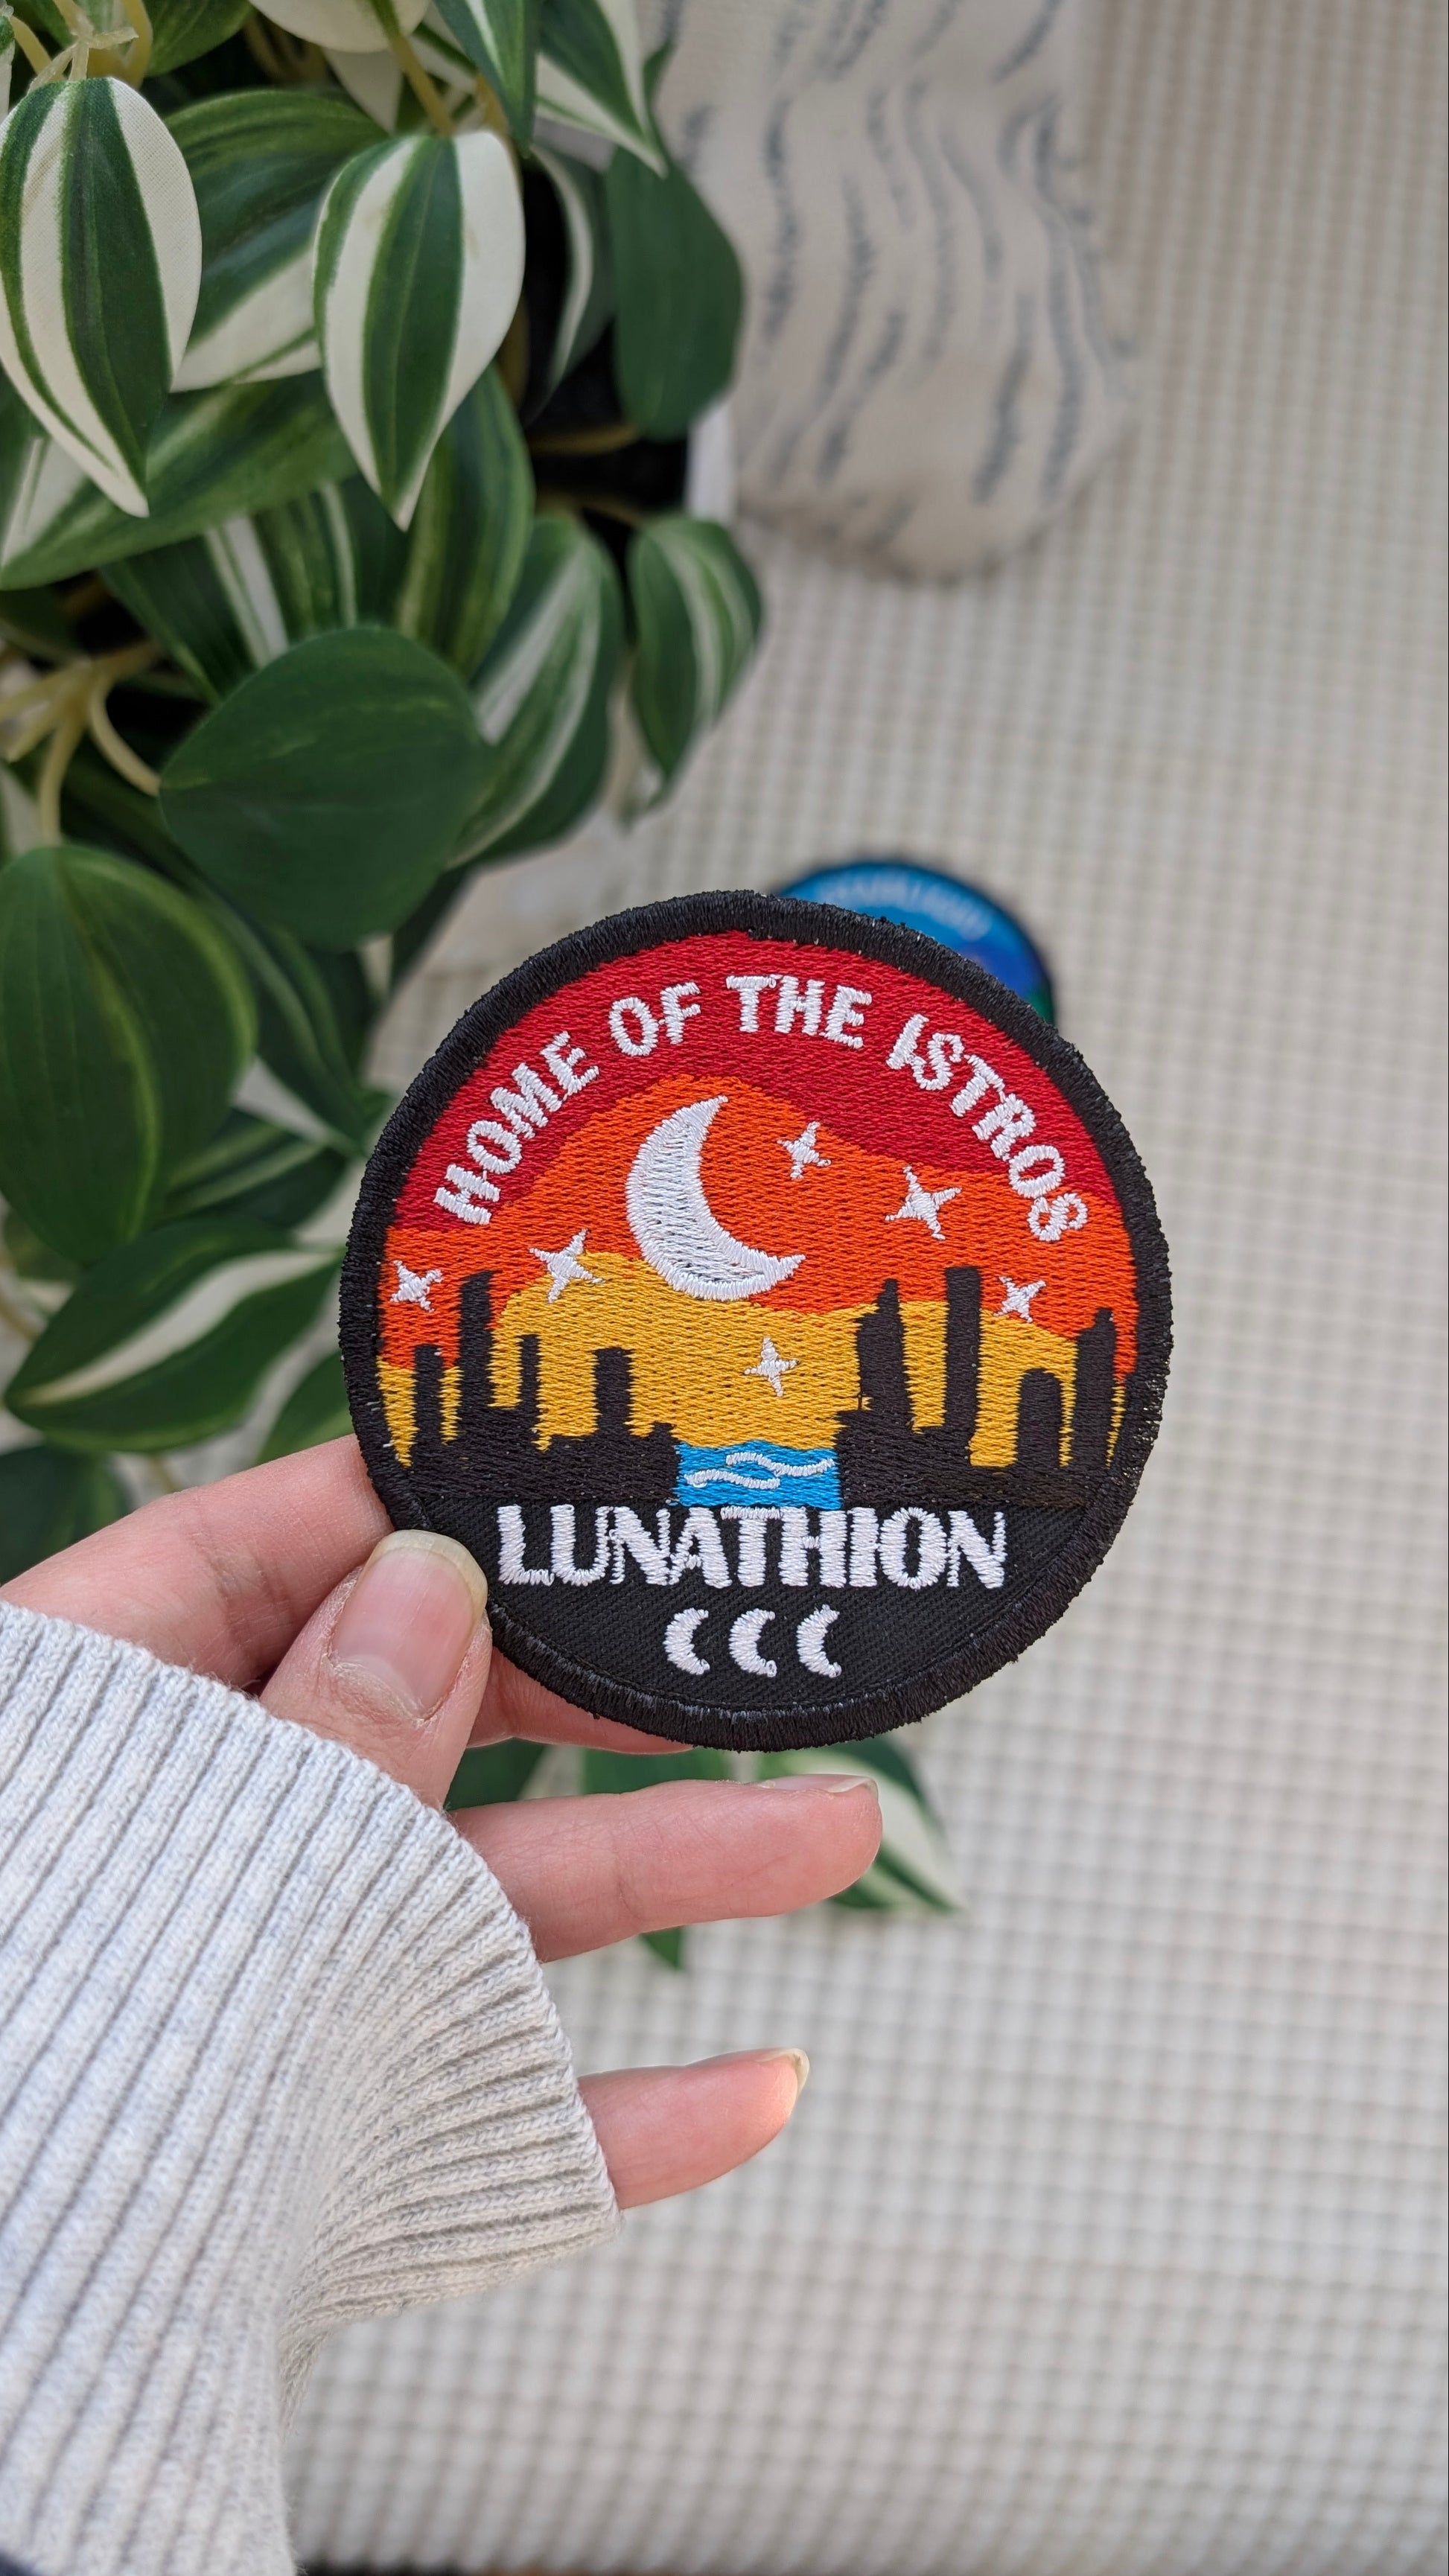 HOME OF THE ISTROS
LUNATHION